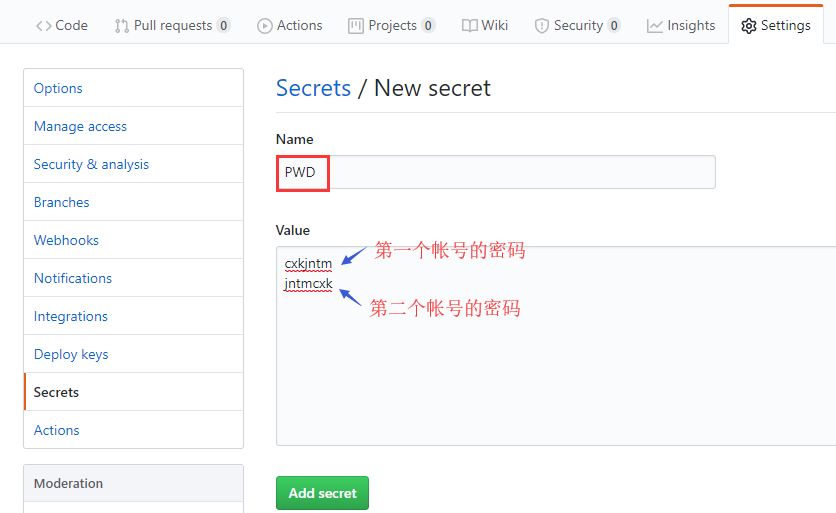 Code
Pull requests 0
Actions
Projects 0
Wiki
Security 0
Insights
Settings
Options
Manage access
Security & analysis
Branches
Webhooks
Notifications
Integrations
Deploy keys
Secrets
Actions
Moderation
Secrets / New secret
Name
PWD
Value
cxkjntm
第一个帐号的密码
jntmcxk
第二个帐号的密码
Add secret